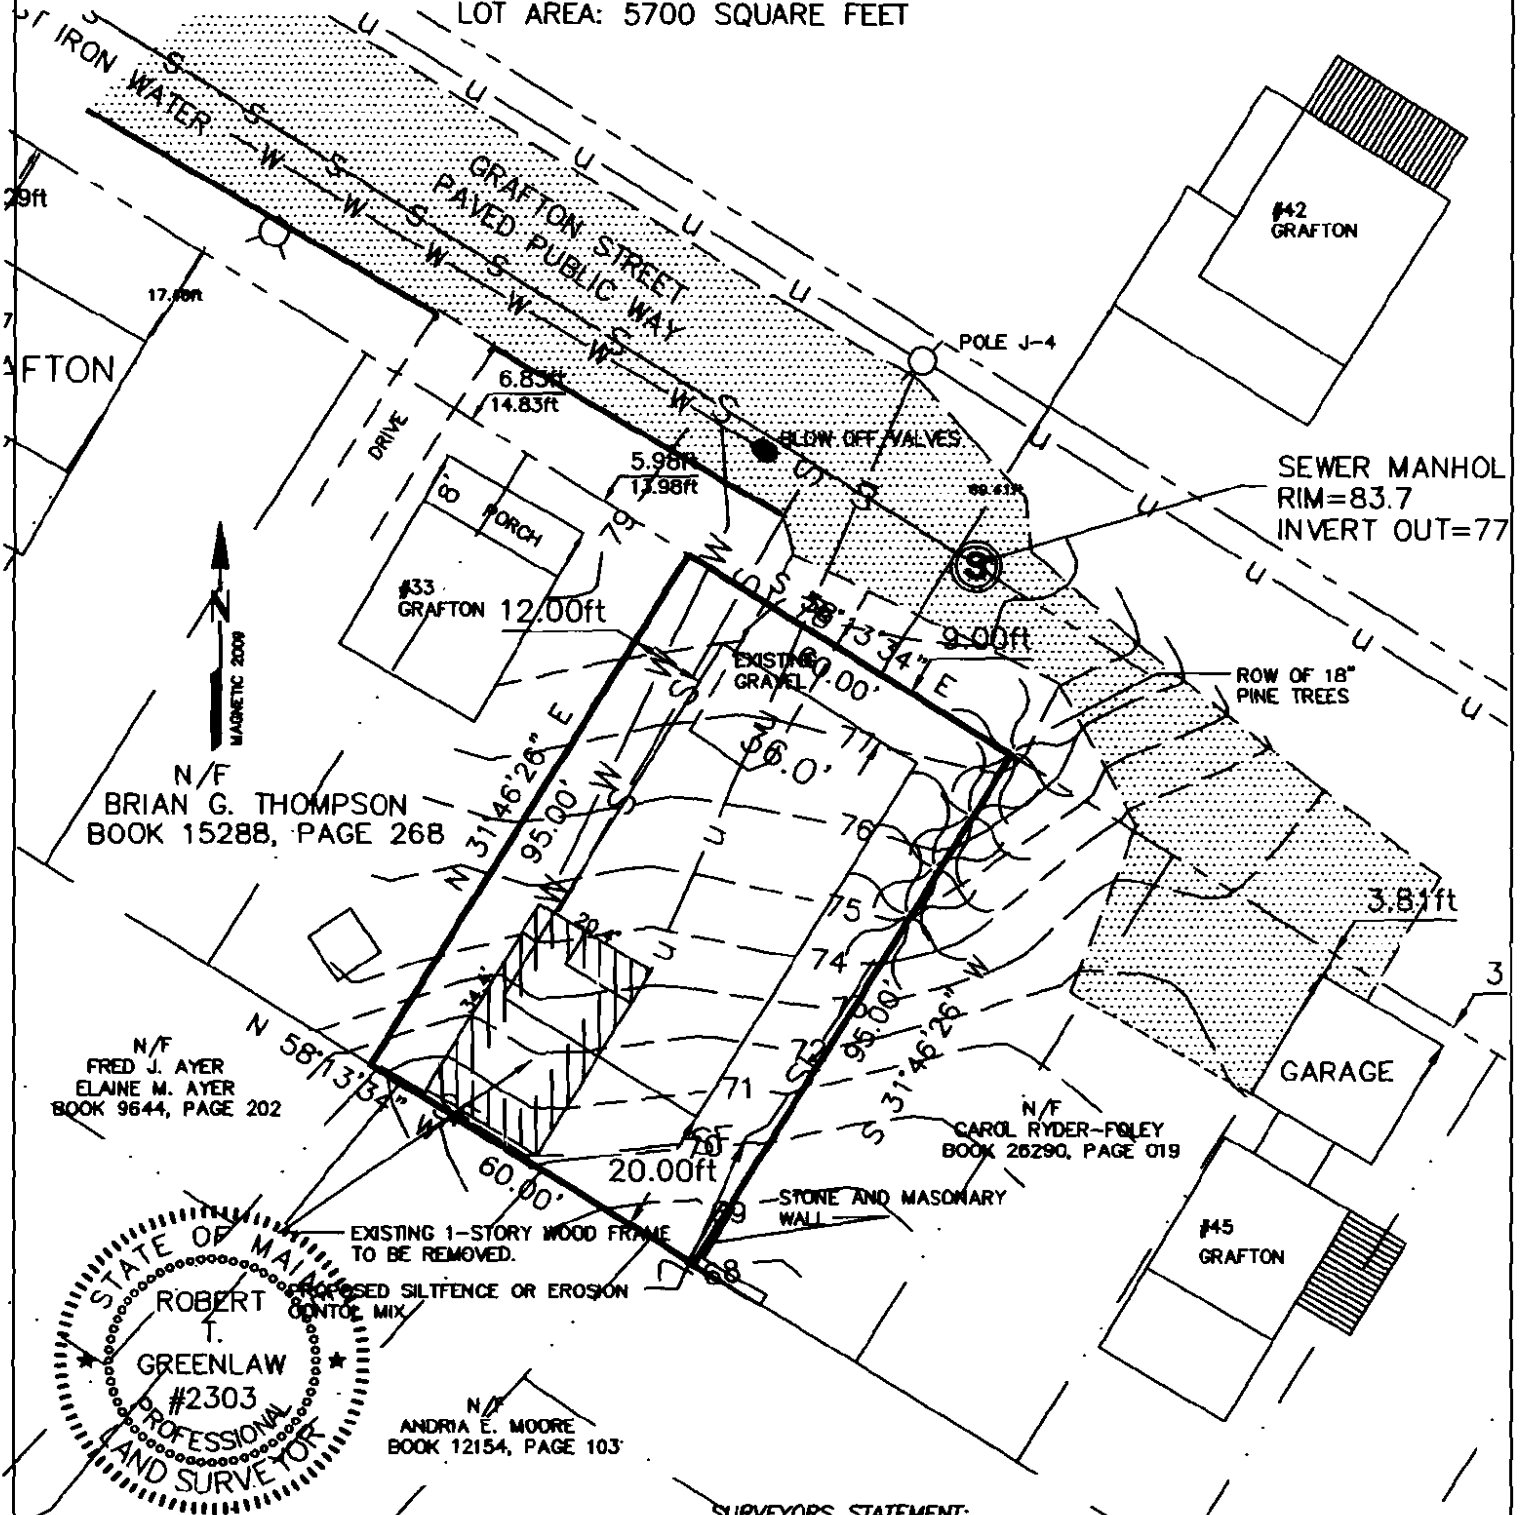 LOT AREA: 5700 SQUARE FEET
IRON WATER
S S S S S S S S S
W W W W W W
u u u u u u u u u u u
GRAFTON STREET
PAVED PUBLIC WAY
#42
GRAFTON
29ft
FTON
POLE J-4
6.83ft
14.83ft
DRIVE
BLOW OFF VALVES
5.98ft
13.98ft
SEWER MANHOL
RIM=83.7
INVERT OUT=77
8'
PORCH
79
#33
GRAFTON
12.00ft
13'34" E
60.00'
9.00ft
EXISTING
GRAVEL
ROW OF 18"
PINE TREES
N
MAGNETIC 2009
N 31°46'26" E
95.00'
77
36.0'
N/F
BRIAN G. THOMPSON
BOOK 15288, PAGE 268
76
75
74
3.81ft
3
20.4'
34.4'
72
71
70
69
68
95.00'
S 31°46'26" W
N 58°13'34" W
60.00'
20.00ft
N/F
FRED J. AYER
ELAINE M. AYER
BOOK 9644, PAGE 202
GARAGE
N/F
CAROL RYDER-FOLEY
BOOK 26290, PAGE 019
STONE AND MASONARY
WALL
#45
GRAFTON
EXISTING 1-STORY WOOD FRAME
TO BE REMOVED.
PROPOSED SILTFENCE OR EROSION
CONTOL MIX
STATE OF MAINE
ROBERT
T.
GREENLAW
#2303
PROFESSIONAL
LAND SURVEYOR
N/F
ANDRIA E. MOORE
BOOK 12154, PAGE 103
SURVEYORS STATEMENT: